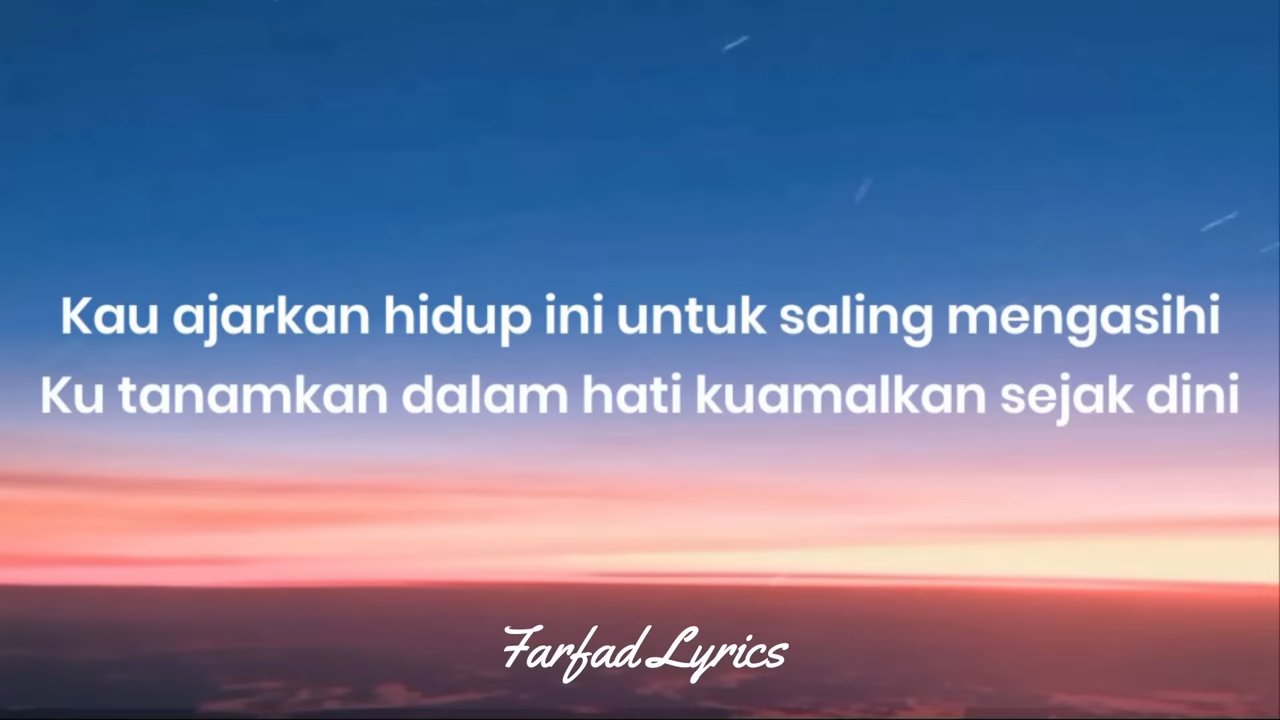 Kau ajarkan hidup ini untuk saling mengasihi
Ku tanamkan dalam hati kuamalkan sejak dini
Farfad Lyrics